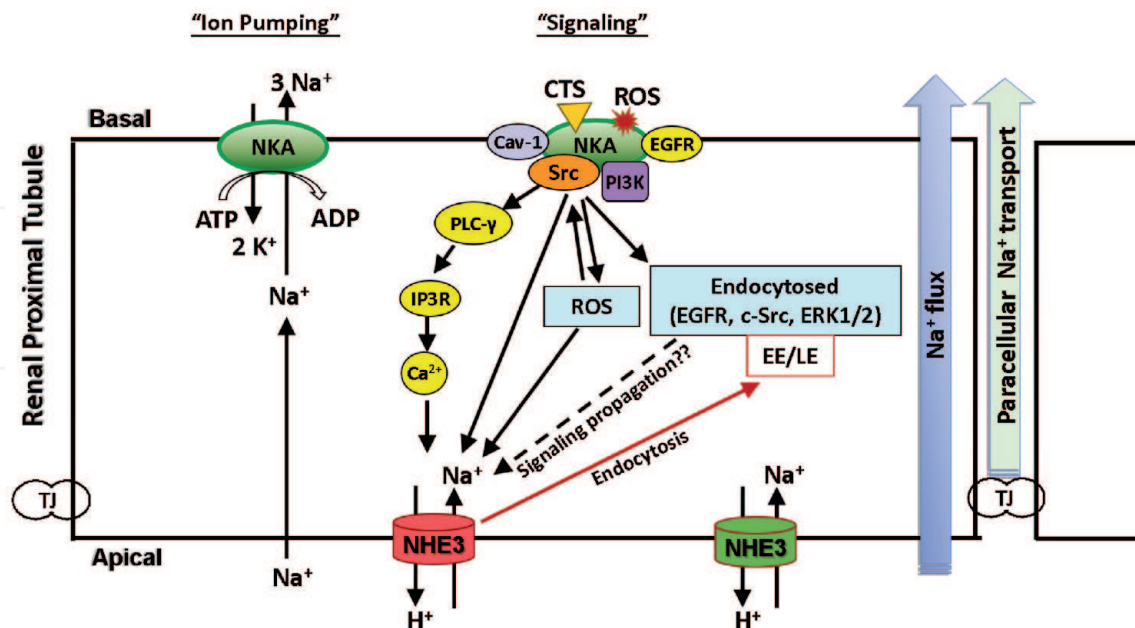 "Ion Pumping"
"Signaling"
3 Na⁺
CTS
ROS
Basal
NKA
Cav-1
NKA
EGFR
Src
PI3K
ATP
ADP
2 K⁺
PLC-γ
Na⁺
IP3R
ROS
Endocytosed
(EGFR, c-Src, ERK1/2)
EE/LE
Ca²⁺
Signaling propagation??
Endocytosis
Renal Proximal Tubule
Na⁺ flux
Paracellular Na⁺ transport
Na⁺
Na⁺
TJ
TJ
NHE3
NHE3
Apical
Na⁺
H⁺
H⁺